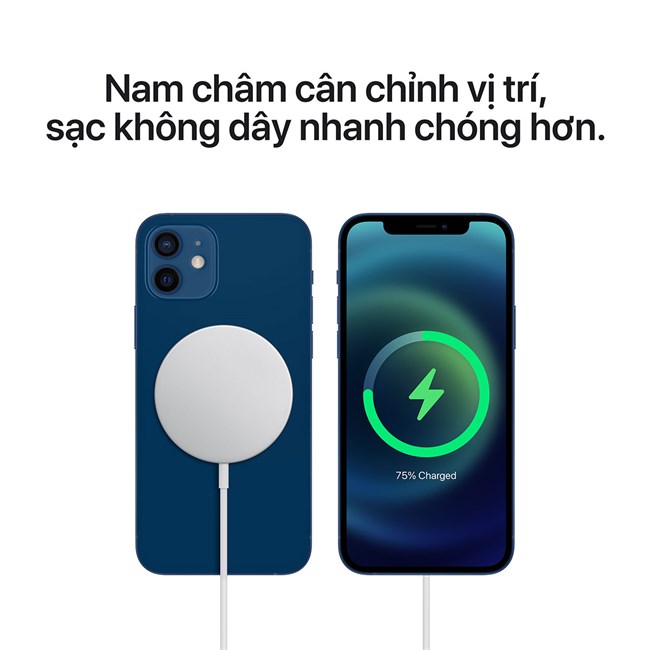 Nam châm cân chỉnh vị trí,
sạc không dây nhanh chóng hơn.
75% Charged